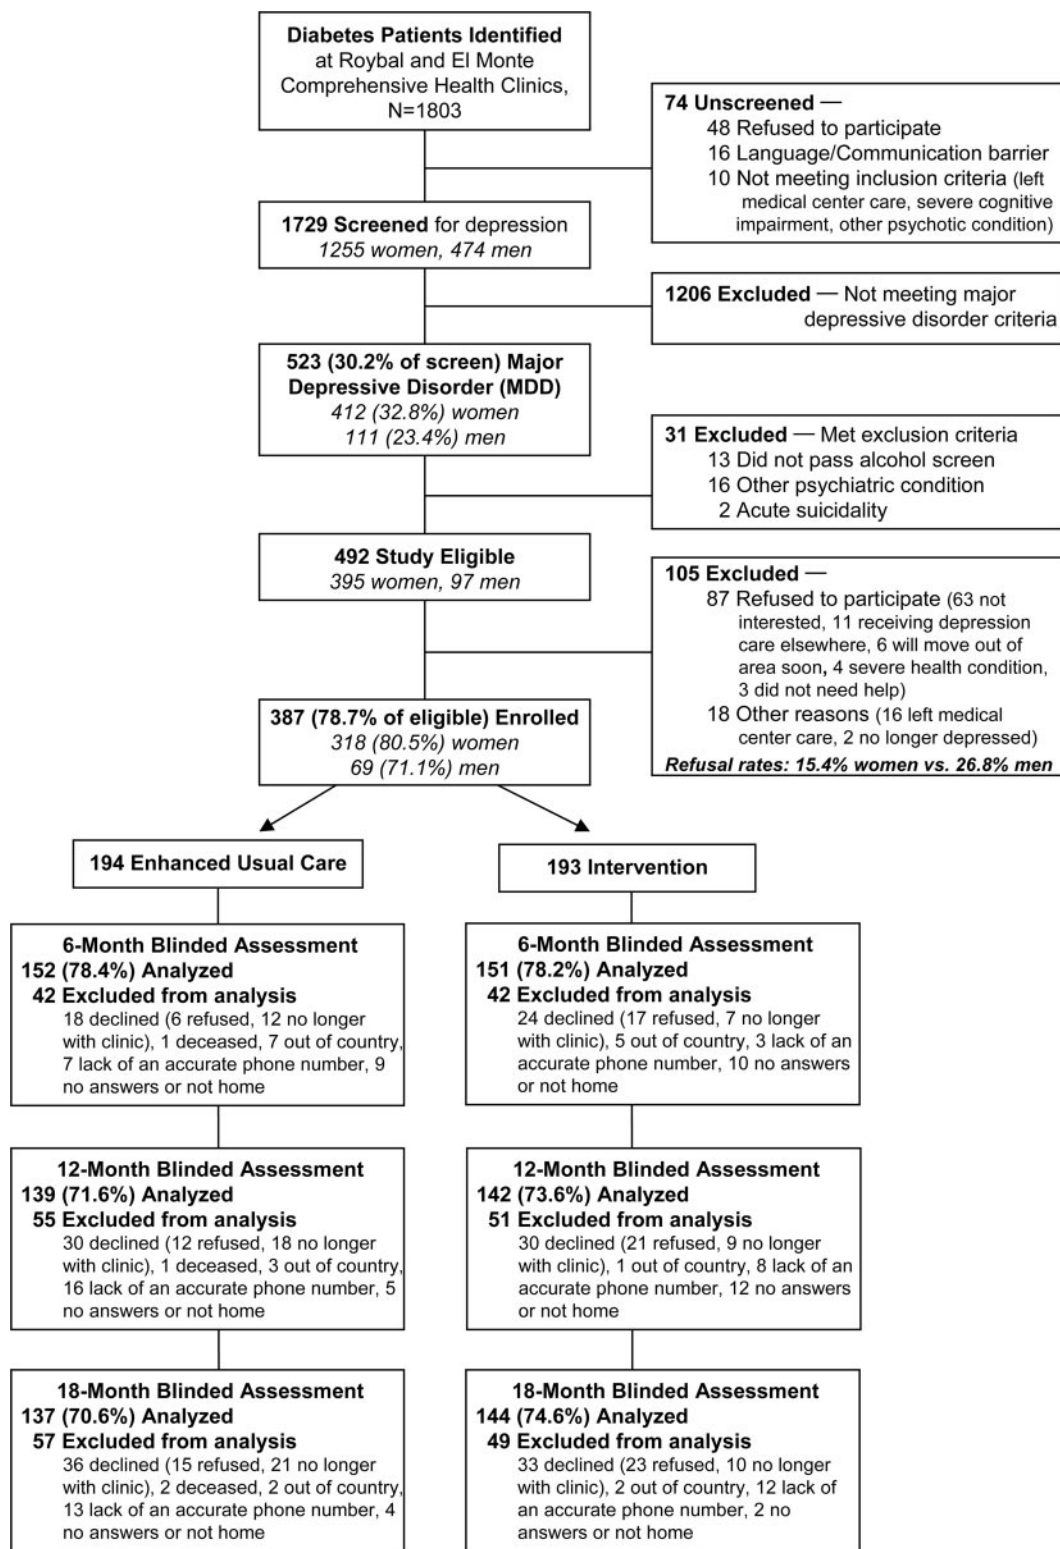 Diabetes Patients Identified
at Roybal and El Monte
Comprehensive Health Clinics,
N=1803
74 Unscreened —
48 Refused to participate
16 Language/Communication barrier
10 Not meeting inclusion criteria (left
medical center care, severe cognitive
impairment, other psychotic condition)
1729 Screened for depression
1255 women, 474 men
1206 Excluded — Not meeting major
depressive disorder criteria
523 (30.2% of screen) Major
Depressive Disorder (MDD)
412 (32.8%) women
111 (23.4%) men
31 Excluded — Met exclusion criteria
13 Did not pass alcohol screen
16 Other psychiatric condition
2 Acute suicidality
492 Study Eligible
395 women, 97 men
105 Excluded —
87 Refused to participate (63 not
interested, 11 receiving depression
care elsewhere, 6 will move out of
area soon, 4 severe health condition,
3 did not need help)
18 Other reasons (16 left medical
center care, 2 no longer depressed)
Refusal rates: 15.4% women vs. 26.8% men
387 (78.7% of eligible) Enrolled
318 (80.5%) women
69 (71.1%) men
194 Enhanced Usual Care
193 Intervention
6-Month Blinded Assessment
152 (78.4%) Analyzed
42 Excluded from analysis
18 declined (6 refused, 12 no longer
with clinic), 1 deceased, 7 out of country,
7 lack of an accurate phone number, 9
no answers or not home
6-Month Blinded Assessment
151 (78.2%) Analyzed
42 Excluded from analysis
24 declined (17 refused, 7 no longer
with clinic), 5 out of country, 3 lack of an
accurate phone number, 10 no answers
or not home
12-Month Blinded Assessment
139 (71.6%) Analyzed
55 Excluded from analysis
30 declined (12 refused, 18 no longer
with clinic), 1 deceased, 3 out of country,
16 lack of an accurate phone number, 5
no answers or not home
12-Month Blinded Assessment
142 (73.6%) Analyzed
51 Excluded from analysis
30 declined (21 refused, 9 no longer
with clinic), 1 out of country, 8 lack of an
accurate phone number, 12 no answers
or not home
18-Month Blinded Assessment
137 (70.6%) Analyzed
57 Excluded from analysis
36 declined (15 refused, 21 no longer
with clinic), 2 deceased, 2 out of country,
13 lack of an accurate phone number, 4
no answers or not home
18-Month Blinded Assessment
144 (74.6%) Analyzed
49 Excluded from analysis
33 declined (23 refused, 10 no longer
with clinic), 2 out of country, 12 lack of
an accurate phone number, 2 no
answers or not home